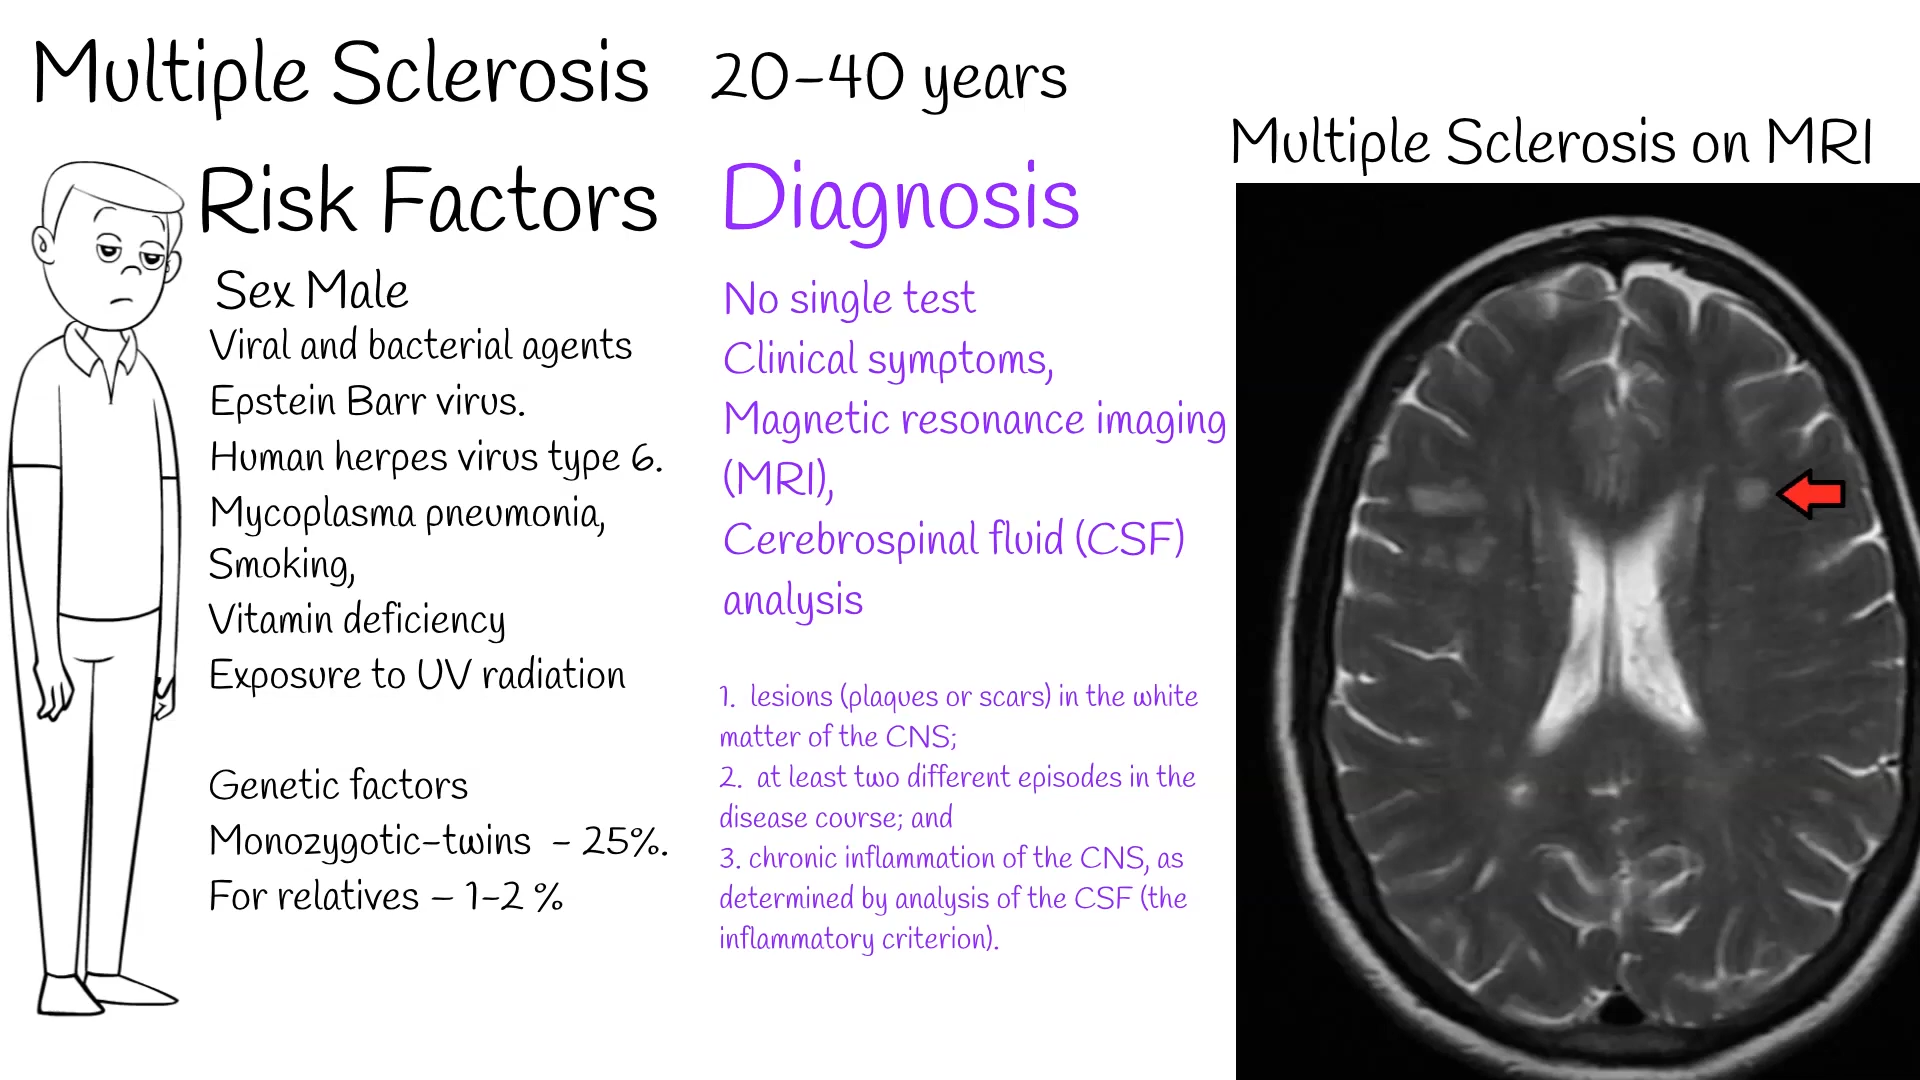 Multiple Sclerosis
20-40 years
Risk Factors
Sex Male
Viral and bacterial agents
Epstein Barr virus.
Human herpes virus type 6.
Mycoplasma pneumonia,
Smoking,
Vitamin deficiency
Exposure to UV radiation
Genetic factors
Monozygotic-twins - 25%.
For relatives – 1-2 %
Diagnosis
No single test
Clinical symptoms,
Magnetic resonance imaging
(MRI),
Cerebrospinal fluid (CSF)
analysis
1. lesions (plaques or scars) in the white
matter of the CNS;
2. at least two different episodes in the
disease course; and
3. chronic inflammation of the CNS, as
determined by analysis of the CSF (the
inflammatory criterion).
Multiple Sclerosis on MRI